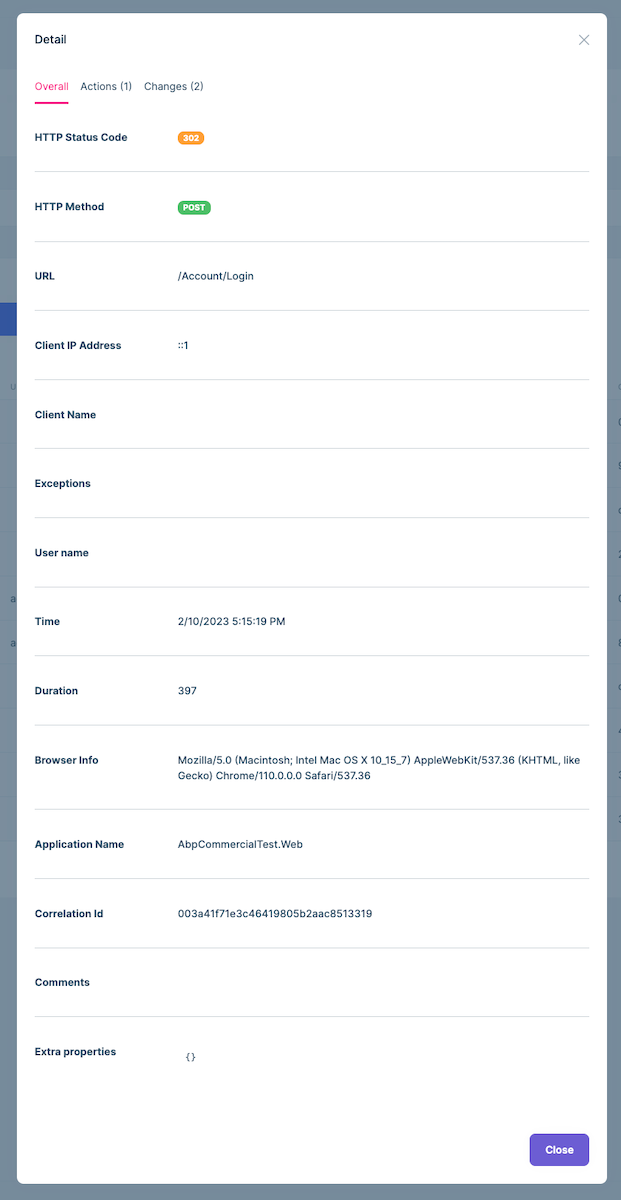 Detail
Overall Actions (1) Changes (2)
HTTP Status Code 302
HTTP Method POST
URL /Account/Login
Client IP Address ::1
Client Name
Exceptions
User name
Time 2/10/2023 5:15:19 PM
Duration 397
Browser Info Mozilla/5.0 (Macintosh; Intel Mac OS X 10_15_7) AppleWebKit/537.36 (KHTML, like
Gecko) Chrome/110.0.0.0 Safari/537.36
Application Name AbpCommercialTest.Web
Correlation Id 003a41f71e3c46419805b2aac8513319
Comments
Extra properties {}
Close